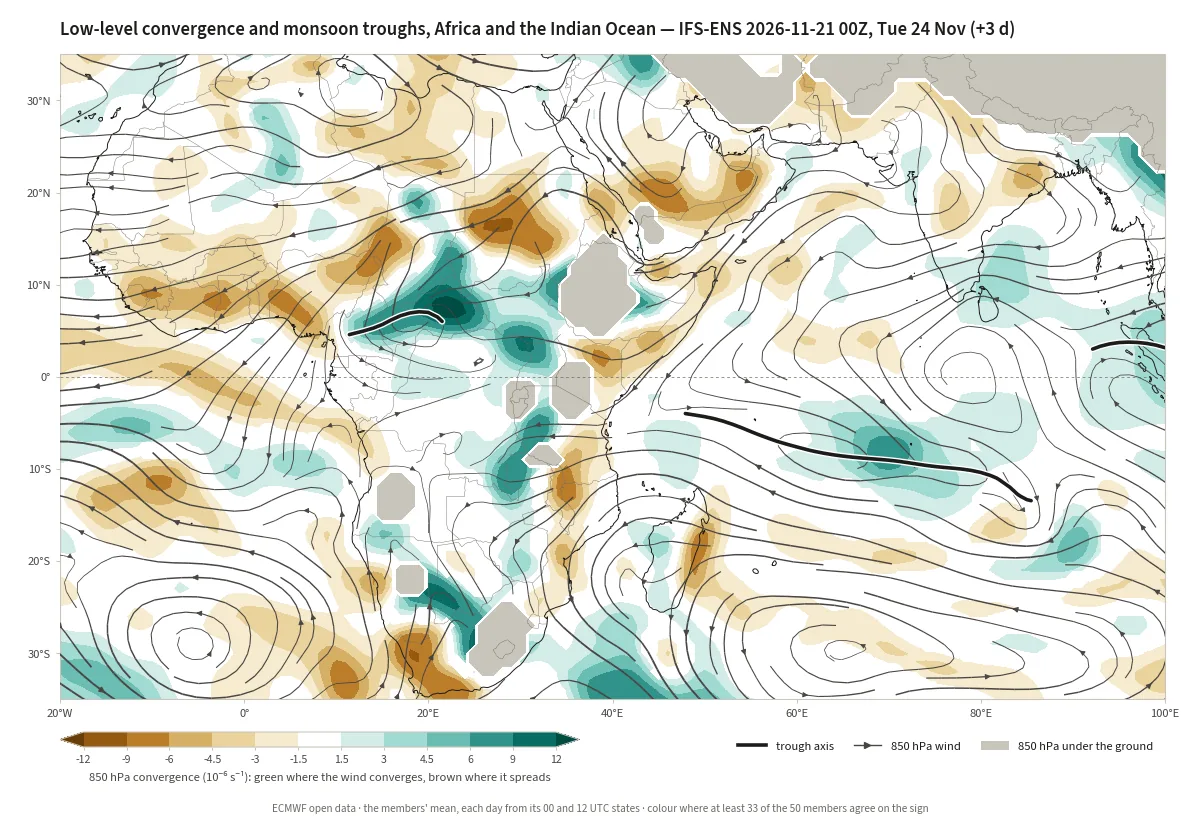 Low-level convergence and monsoon troughs, Africa and the Indian Ocean — IFS-ENS 2026-11-21 00Z, Tue 24 Nov (+3 d)
30°N
20°N
10°N
0°
10°S
20°S
30°S
20°W 0° 20°E 40°E 60°E 80°E 100°E
-12 -9 -6 -4.5 -3 -1.5 1.5 3 4.5 6 9 12
850 hPa convergence (10⁻⁶ s⁻¹): green where the wind converges, brown where it spreads
trough axis 850 hPa wind 850 hPa under the ground
ECMWF open data · the members' mean, each day from its 00 and 12 UTC states · colour where at least 33 of the 50 members agree on the sign